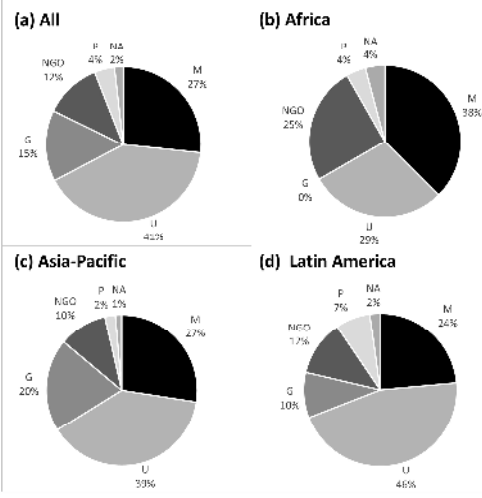 (a) All
P
4%
NA
2%
NGO
12%
M
27%
G
15%
U
41%
(b) Africa
P
4%
NA
4%
M
38%
NGO
25%
G
0%
U
29%
(c) Asia-Pacific
P
2%
NA
1%
NGO
10%
M
27%
G
20%
U
39%
(d) Latin America
P
7%
NA
2%
M
24%
NGO
12%
G
10%
U
46%